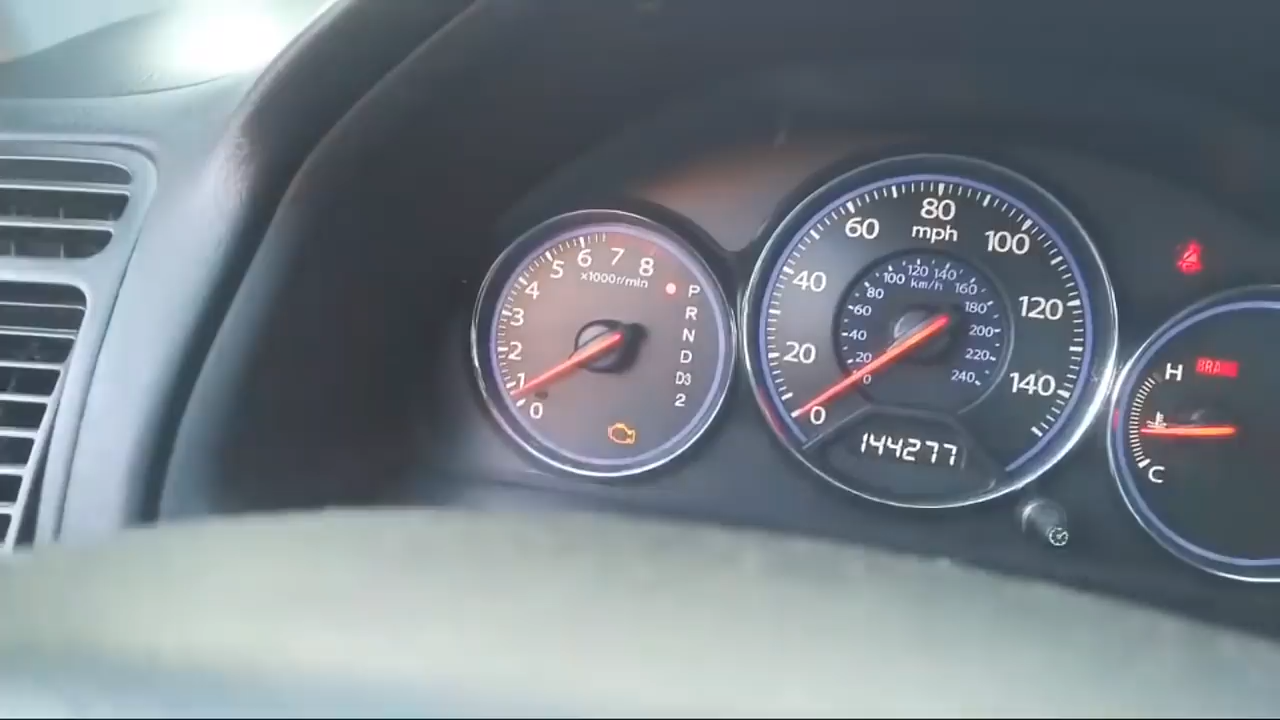 0 1 2 3 4 5 6 7 8
x1000r/min
P
R
N
D
D3
2
0 20 40 60 80 100 120 140
mph
0 20 40 60 80 100 120 140 160 180 200 220 240
km/h
144277
H
C
BRA